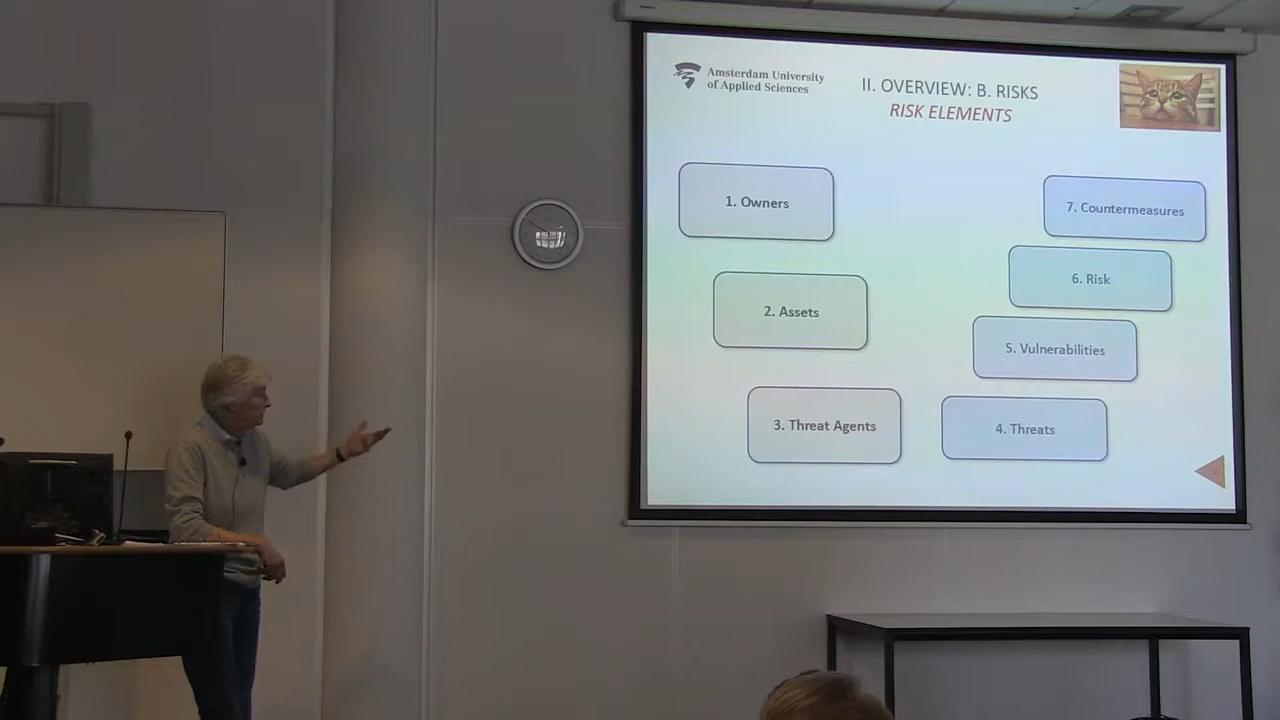 Amsterdam University
of Applied Sciences
II. OVERVIEW: B. RISKS
RISK ELEMENTS
1. Owners
2. Assets
3. Threat Agents
4. Threats
5. Vulnerabilities
6. Risk
7. Countermeasures